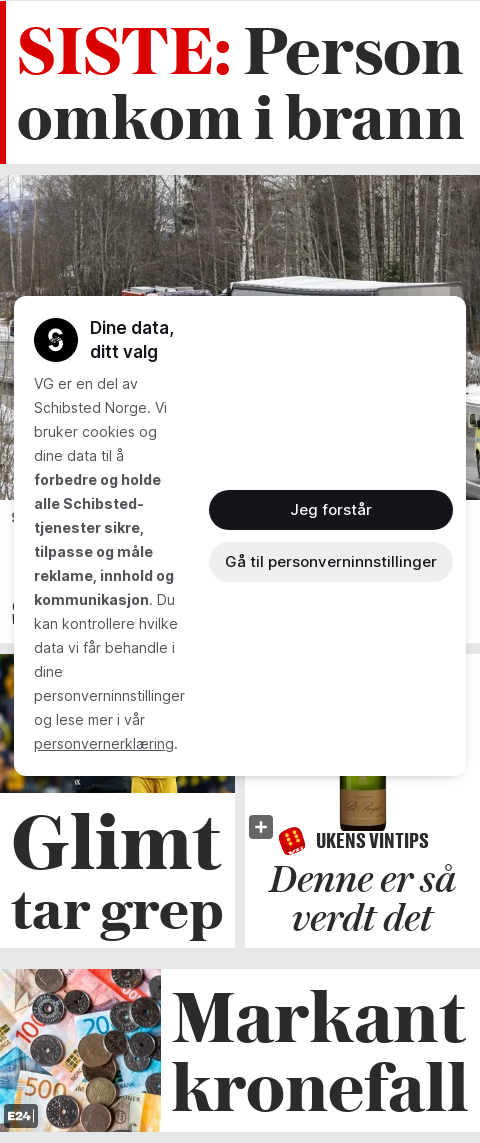 SISTE: Person
omkom i brann
Dine data,
ditt valg
VG er en del av
Schibsted Norge. Vi
bruker cookies og
dine data til å
forbedre og holde
alle Schibsted-
tjenester sikre,
tilpasse og måle
reklame, innhold og
kommunikasjon. Du
kan kontrollere hvilke
data vi får behandle i
dine
personverninnstillinger
og lese mer i vår
personvernerklæring.
Jeg forstår
Gå til personverninnstillinger
Glimt
tar grep
+
UKENS VINTIPS
Denne er så
verdt det
Markant
kronefall
E24